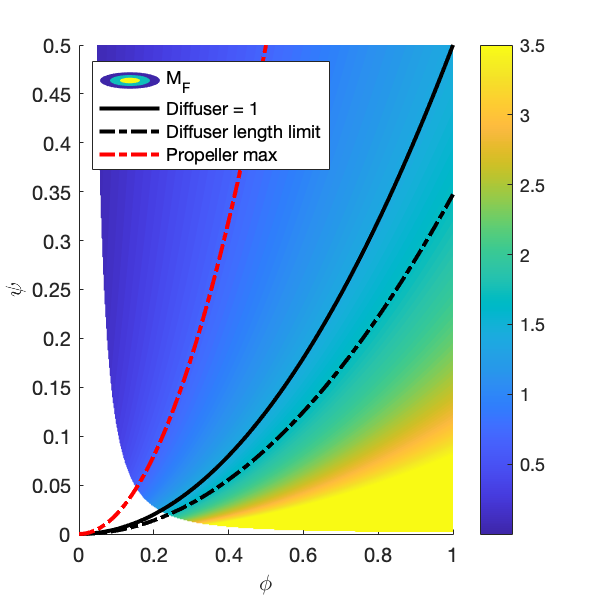 0.5
0.45
0.4
0.35
0.3
0.25
0.2
0.15
0.1
0.05
0
M_F
Diffuser = 1
Diffuser length limit
Propeller max
0 0.2 0.4 0.6 0.8 1
ϕ
ψ
3.5
3
2.5
2
1.5
1
0.5